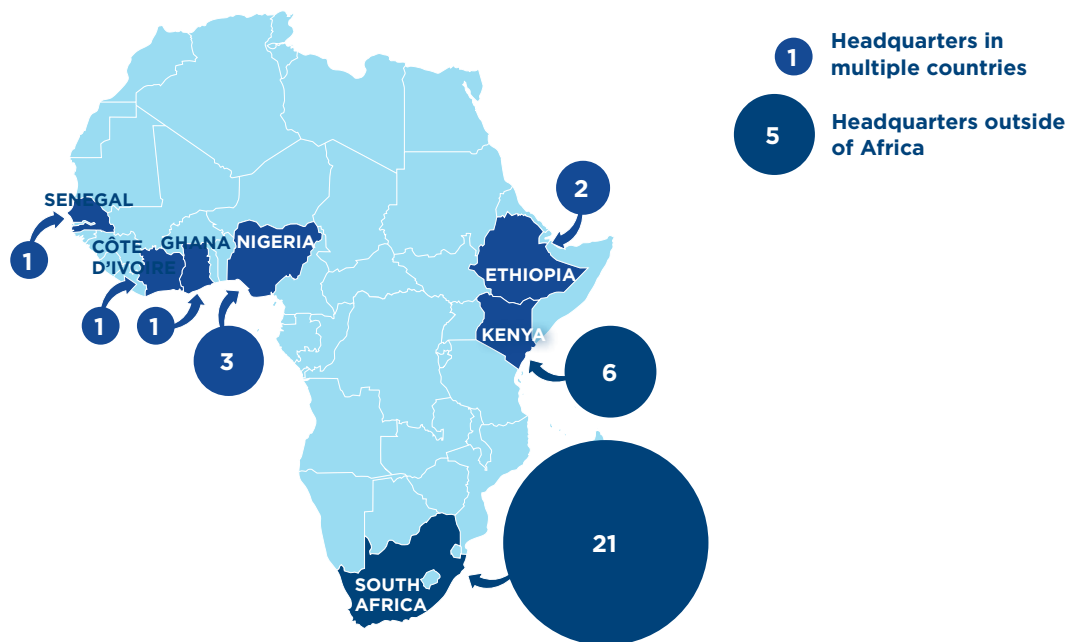 1
Headquarters in
multiple countries
5
Headquarters outside
of Africa
2
SENEGAL
1
CÔTE
D'IVOIRE
GHANA
NIGERIA
ETHIOPIA
1
1
3
KENYA
6
21
SOUTH
AFRICA